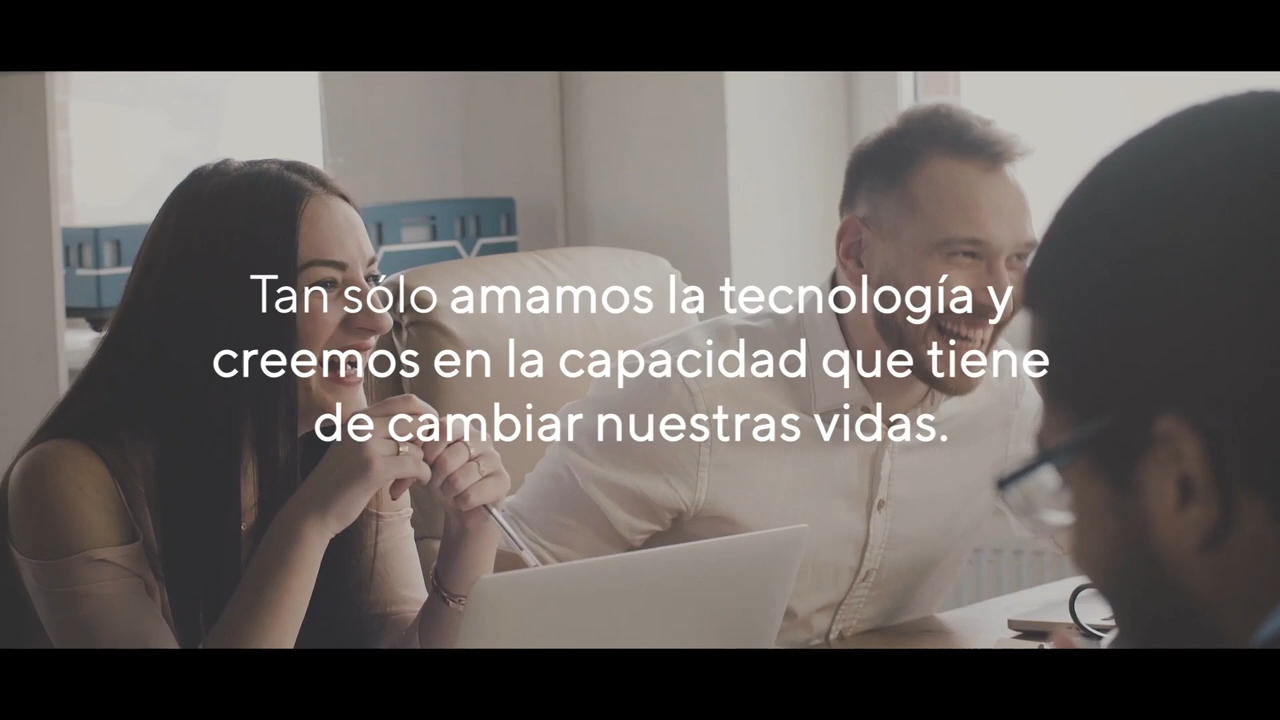 Tan sólo amamos la tecnología y
creemos en la capacidad que tiene
de cambiar nuestras vidas.